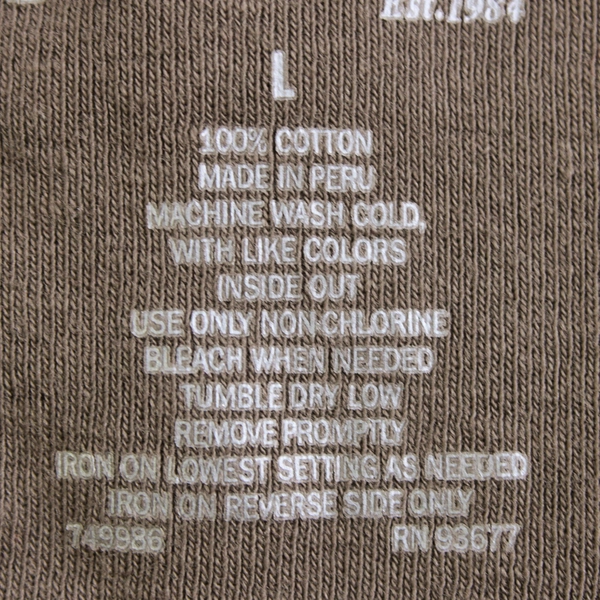 Est.1984
L
100% COTTON
MADE IN PERU
MACHINE WASH COLD,
WITH LIKE COLORS
INSIDE OUT
USE ONLY NON-CHLORINE
BLEACH WHEN NEEDED
TUMBLE DRY LOW
REMOVE PROMPTLY
IRON ON LOWEST SETTING AS NEEDED
IRON ON REVERSE SIDE ONLY
749986 RN 93677